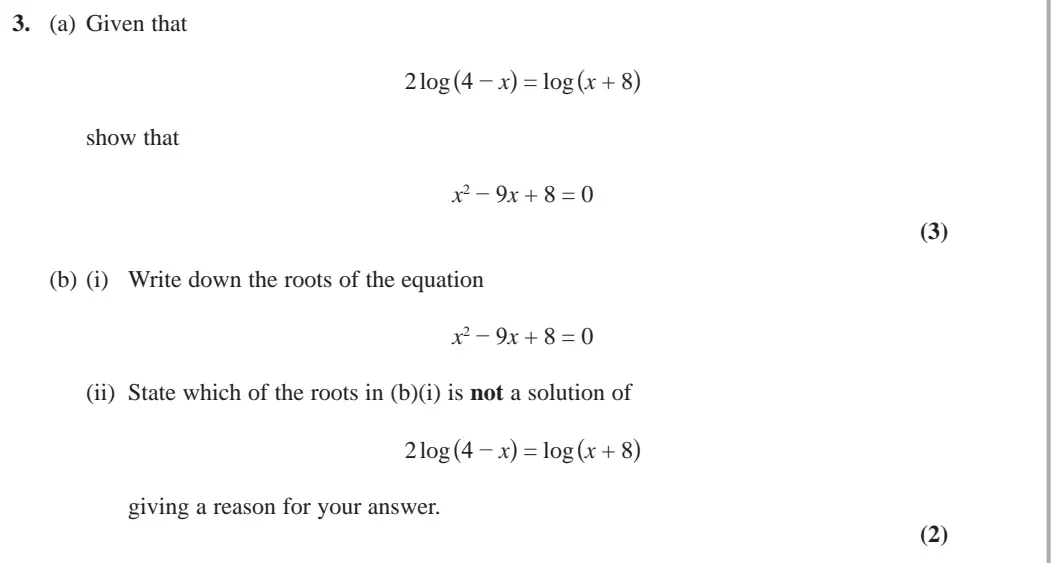 3. (a) Given that
2 log (4 − x) = log (x + 8)
show that
x² − 9x + 8 = 0
(3)
(b) (i) Write down the roots of the equation
x² − 9x + 8 = 0
(ii) State which of the roots in (b)(i) is not a solution of
2 log (4 − x) = log (x + 8)
giving a reason for your answer.
(2)